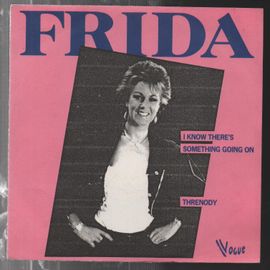 FRIDA
I KNOW THERE'S
SOMETHING GOING ON
THRENODY
VOGUE